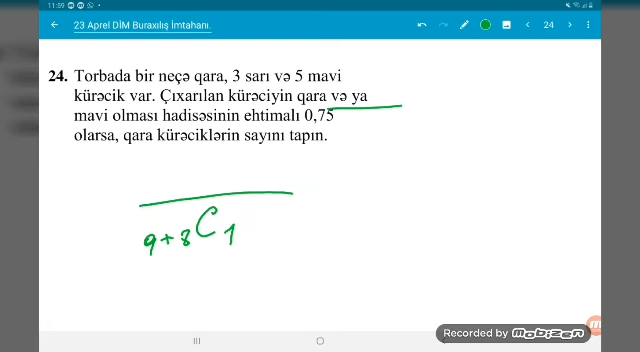 11:59
23 Aprel DİM Buraxılış İmtahanı.
24
24. Torbada bir neçə qara, 3 sarı və 5 mavi
kürəcik var. Çıxarılan kürəciyin qara və ya
mavi olması hadisəsinin ehtimalı 0,75
olarsa, qara kürəciklərin sayını tapın.
9+8C1
Recorded by mobizen